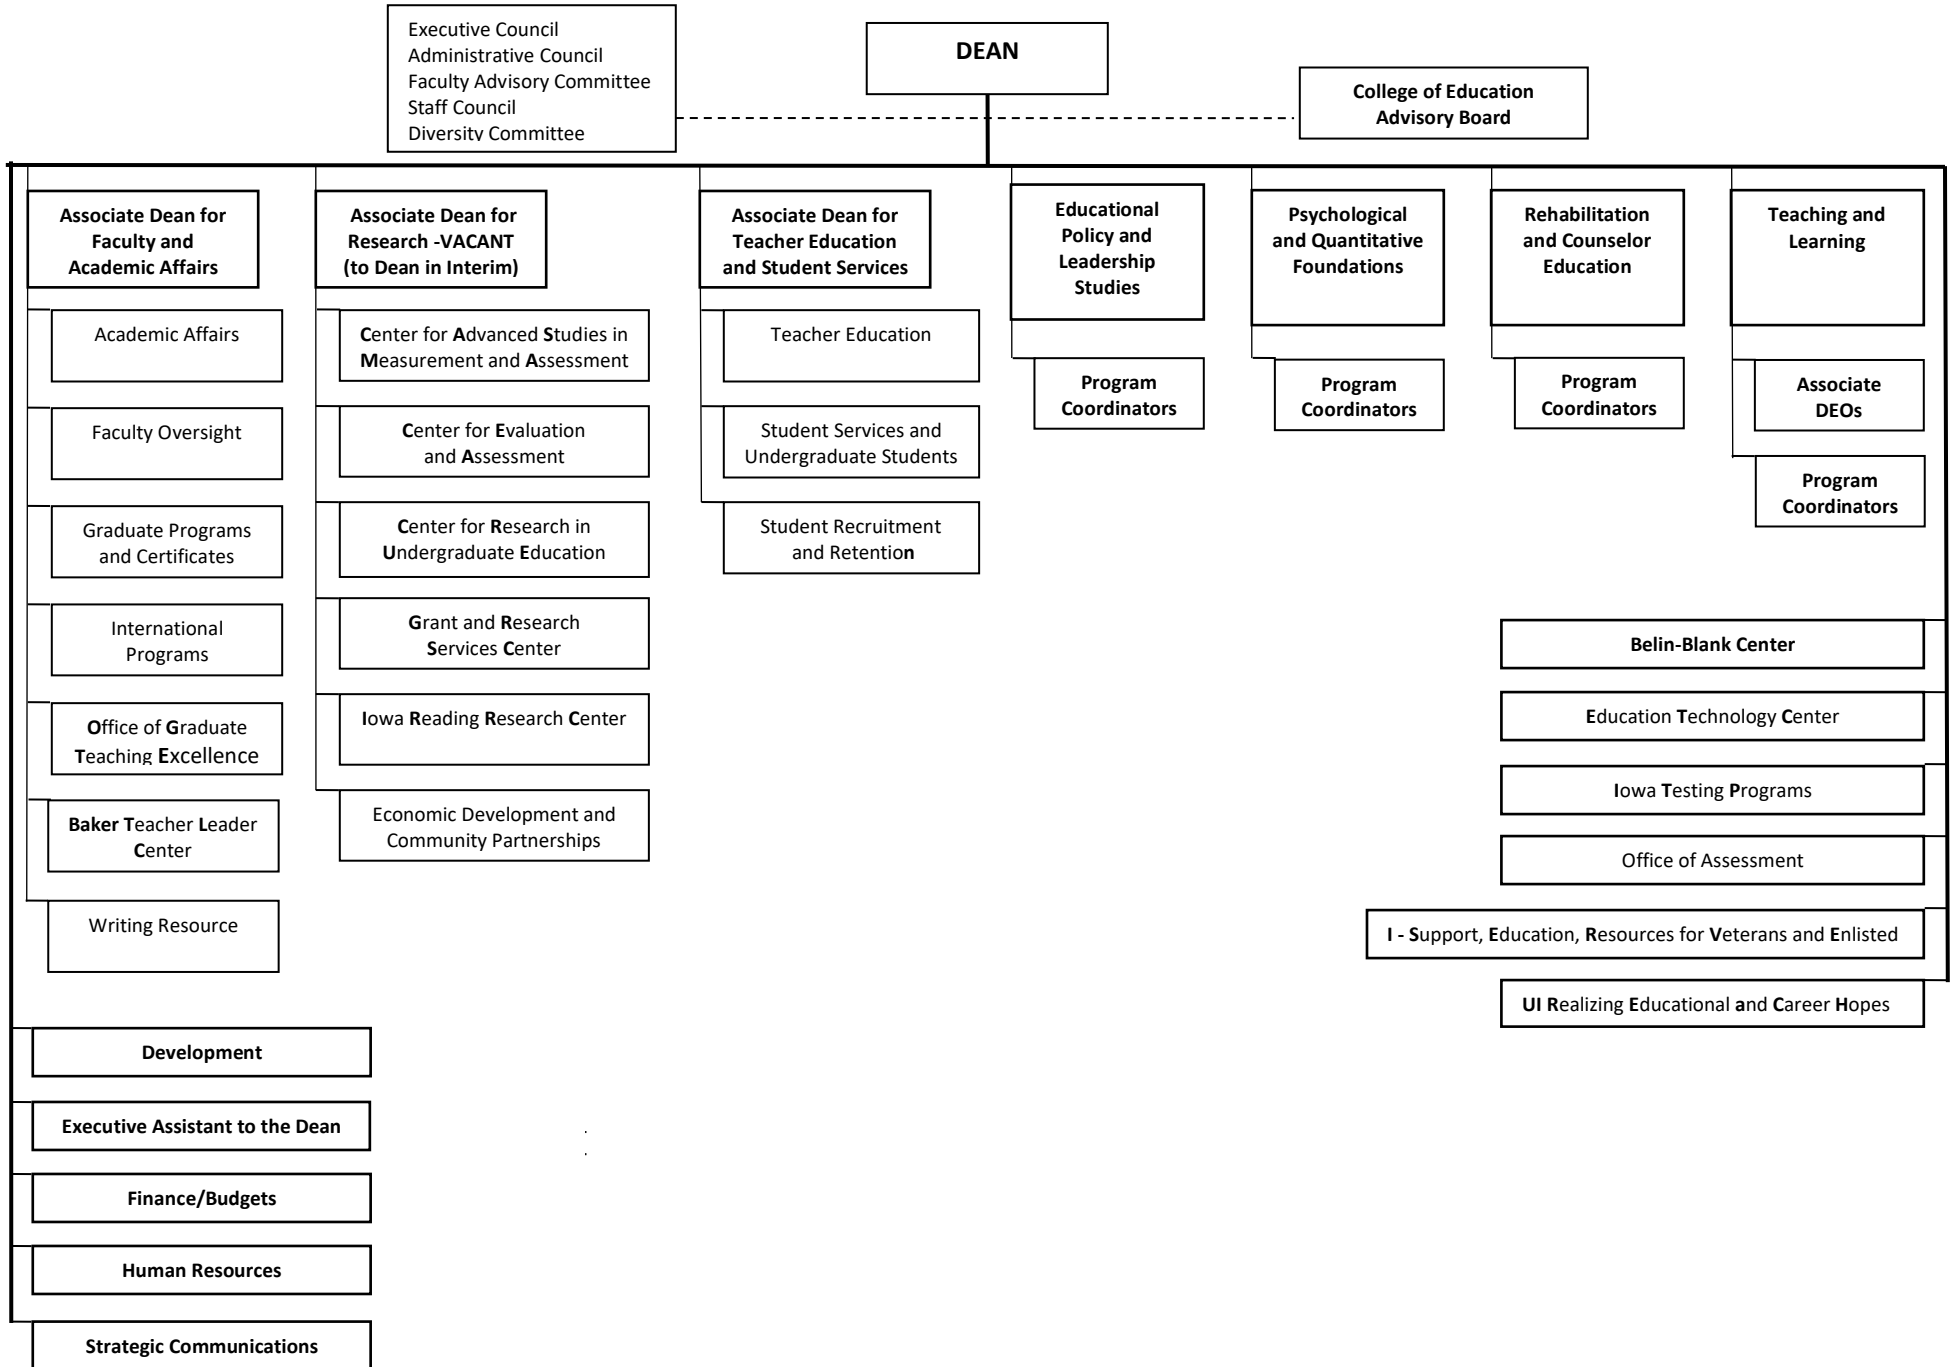 Executive Council
Administrative Council
Faculty Advisory Committee
Staff Council
Diversity Committee
DEAN
College of Education
Advisory Board
Associate Dean for
Faculty and
Academic Affairs
Academic Affairs
Faculty Oversight
Graduate Programs
and Certificates
International
Programs
Office of Graduate
Teaching Excellence
Baker Teacher Leader
Center
Writing Resource
Associate Dean for
Research -VACANT
(to Dean in Interim)
Center for Advanced Studies in
Measurement and Assessment
Center for Evaluation
and Assessment
Center for Research in
Undergraduate Education
Grant and Research
Services Center
Iowa Reading Research Center
Economic Development and
Community Partnerships
Associate Dean for
Teacher Education
and Student Services
Teacher Education
Student Services and
Undergraduate Students
Student Recruitment
and Retention
Educational
Policy and
Leadership
Studies
Program
Coordinators
Psychological
and Quantitative
Foundations
Program
Coordinators
Rehabilitation
and Counselor
Education
Program
Coordinators
Teaching and
Learning
Associate
DEOs
Program
Coordinators
Belin-Blank Center
Education Technology Center
Iowa Testing Programs
Office of Assessment
I - Support, Education, Resources for Veterans and Enlisted
UI Realizing Educational and Career Hopes
Development
Executive Assistant to the Dean
Finance/Budgets
Human Resources
Strategic Communications